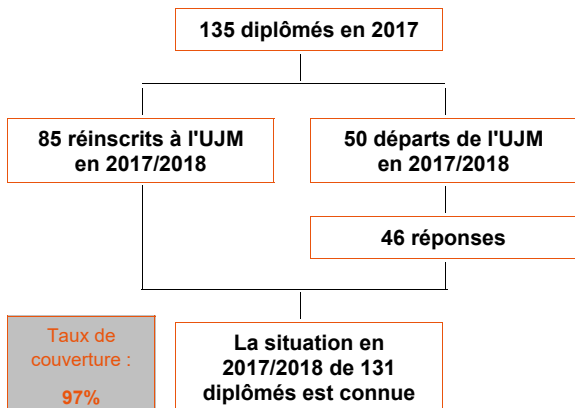 135 diplômés en 2017
85 réinscrits à l'UJM
en 2017/2018
50 départs de l'UJM
en 2017/2018
46 réponses
Taux de
couverture :
97%
La situation en
2017/2018 de 131
diplômés est connue